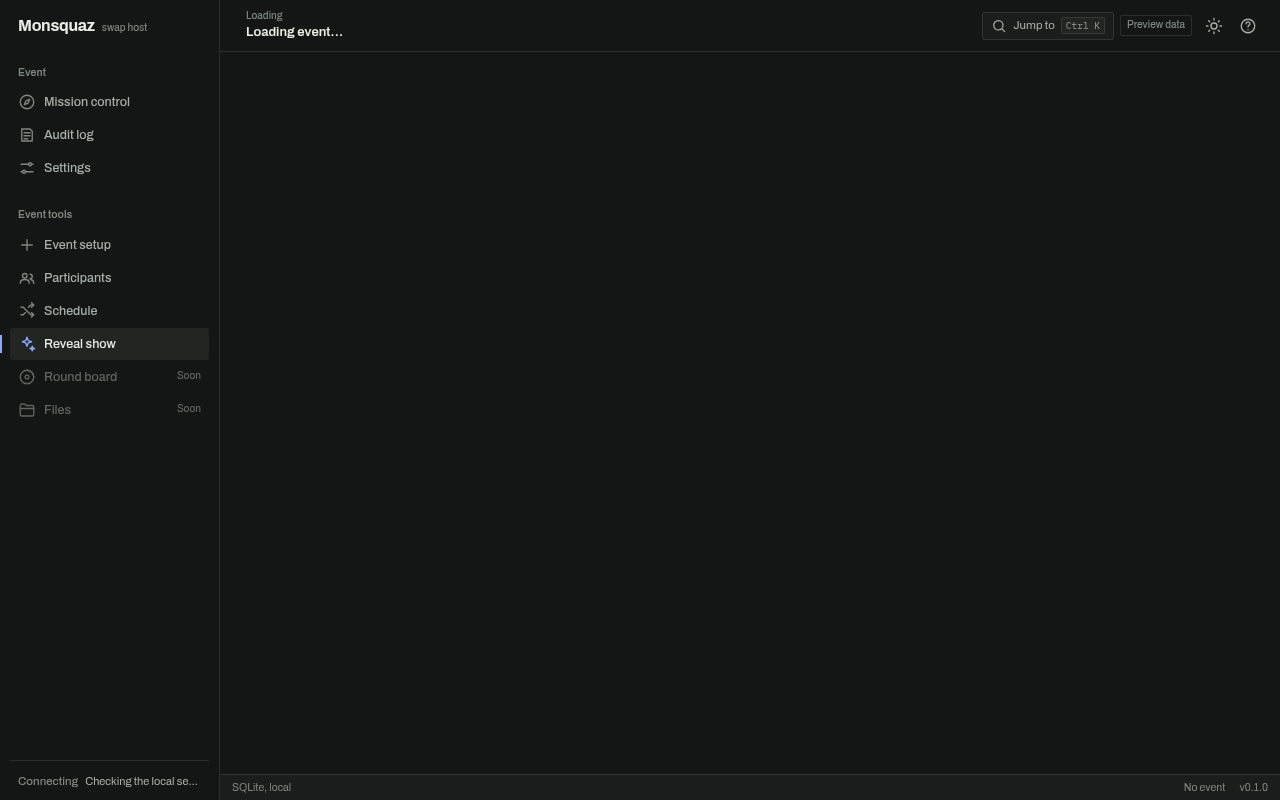 Monsquaz swap host
Event
Mission control
Audit log
Settings
Event tools
Event setup
Participants
Schedule
Reveal show
Round board Soon
Files Soon
Connecting Checking the local se...
Loading
Loading event...
Jump to Ctrl K
Preview data
SQLite, local
No event v0.1.0